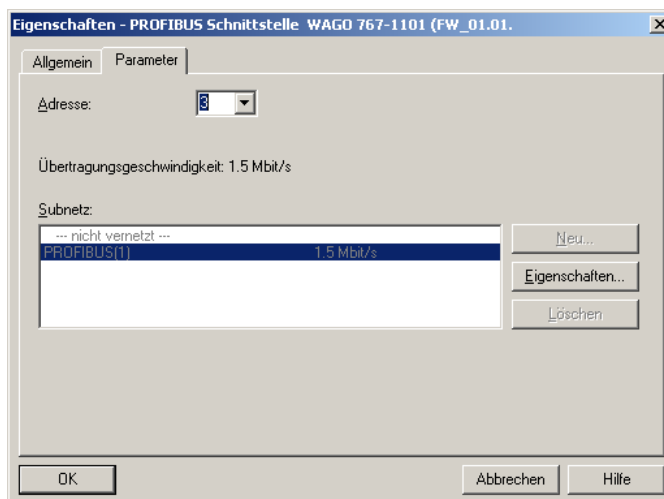 Eigenschaften - PROFIBUS Schnittstelle WAGO 767-1101 (FW_01.01.
Allgemein Parameter
Adresse: 3
Übertragungsgeschwindigkeit: 1.5 Mbit/s
Subnetz:
--- nicht vernetzt ---
PROFIBUS(1) 1.5 Mbit/s
Neu...
Eigenschaften...
Löschen
OK Abbrechen Hilfe